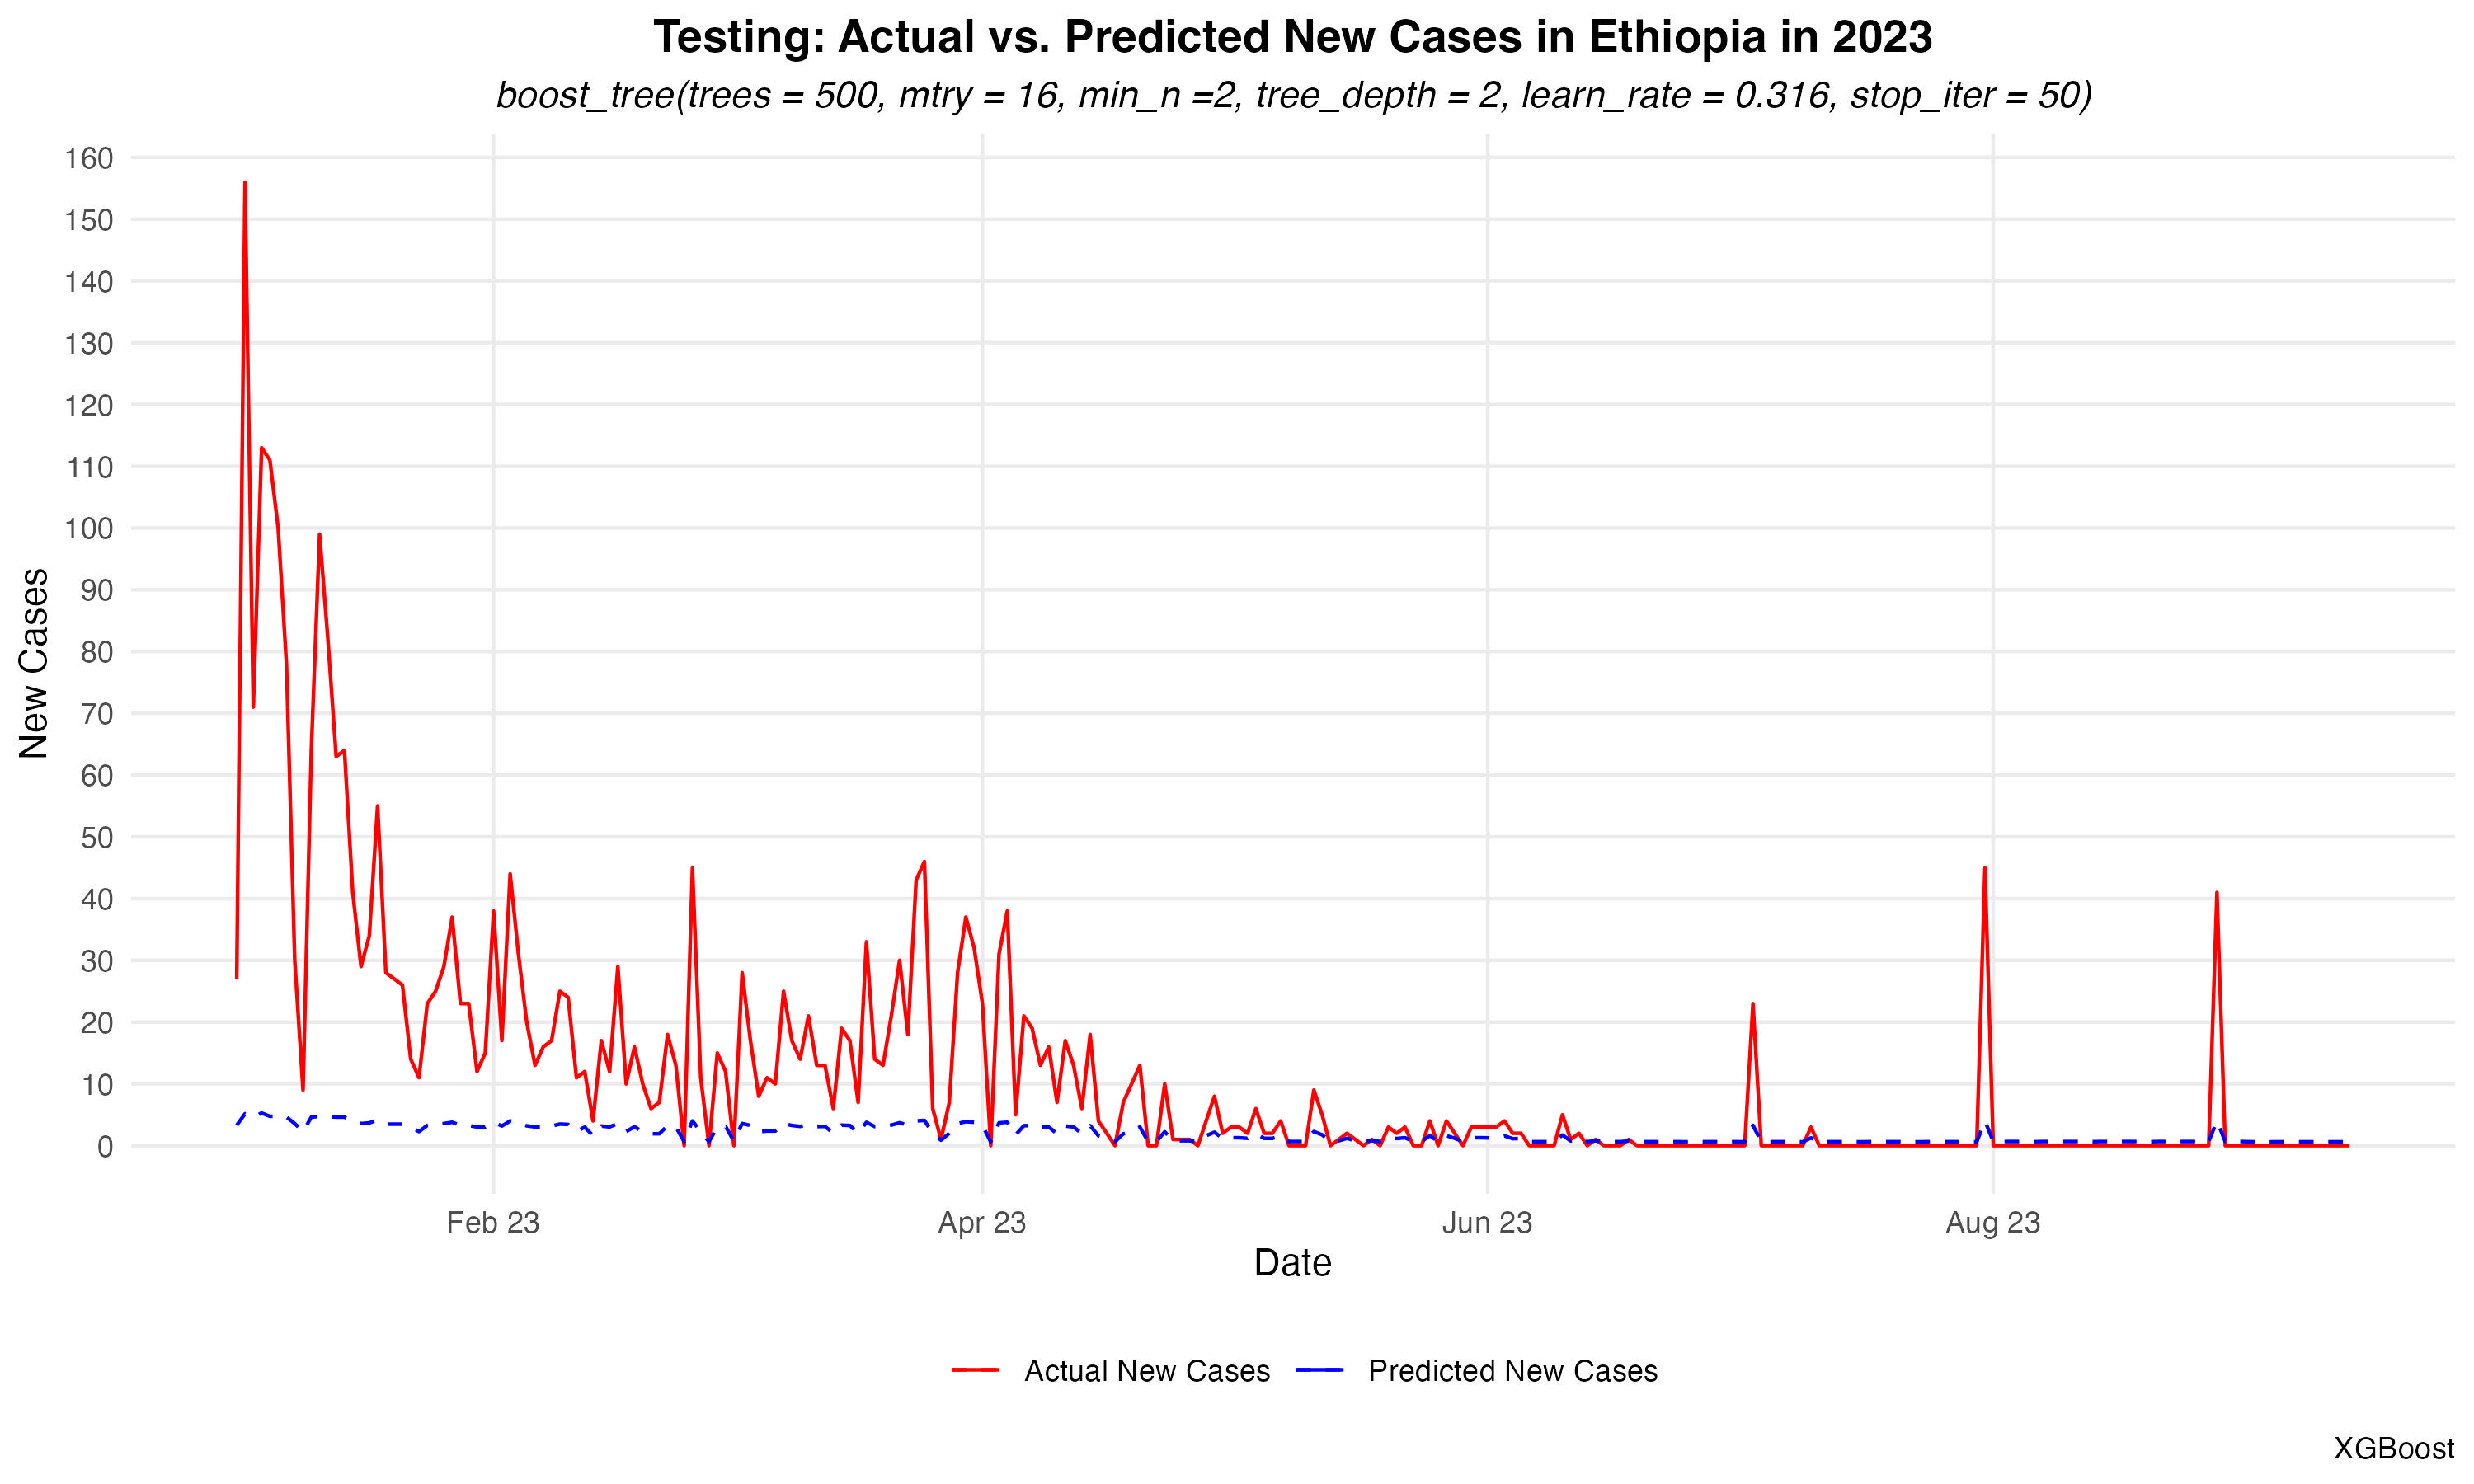 Testing: Actual vs. Predicted New Cases in Ethiopia in 2023
boost_tree(trees = 500, mtry = 16, min_n =2, tree_depth = 2, learn_rate = 0.316, stop_iter = 50)
New Cases
160
150
140
130
120
110
100
90
80
70
60
50
40
30
20
10
0
Feb 23 Apr 23 Jun 23 Aug 23
Date
Actual New Cases Predicted New Cases
XGBoost